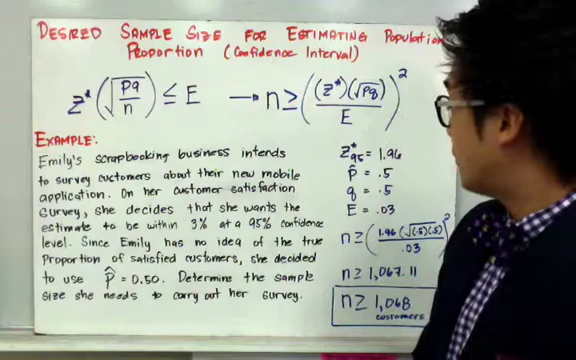 DESIRED SAMPLE SIZE FOR ESTIMATING Population
Proportion (Confidence Interval)
z* (√(pq/n)) ≤ E → n ≥ ((z*)(√pq)/E)²
EXAMPLE:
Emily's scrapbooking business intends
to survey customers about their new mobile
application. On her customer satisfaction
survey, she decides that she wants the
estimate to be within 3% at a 95% confidence
level. Since Emily has no idea of the true
proportion of satisfied customers, she decided
to use p̂ = 0.50. Determine the sample
size she needs to carry out her survey.
z*95 = 1.96
p̂ = .5
q = .5
E = .03
n ≥ (1.96(√(.5)(.5))/.03)²
n ≥ 1,067.11
n ≥ 1,068
customers